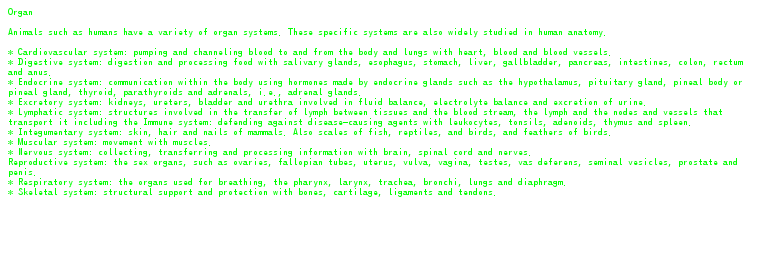 Organ
Animals such as humans have a variety of organ systems. These specific systems are also widely studied in human anatomy.
* Cardiovascular system: pumping and channeling blood to and from the body and lungs with heart, blood and blood vessels.
* Digestive system: digestion and processing food with salivary glands, esophagus, stomach, liver, gallbladder, pancreas, intestines, colon, rectum
and anus.
* Endocrine system: communication within the body using hormones made by endocrine glands such as the hypothalamus, pituitary gland, pineal body or
pineal gland, thyroid, parathyroids and adrenals, i.e., adrenal glands.
* Excretory system: kidneys, ureters, bladder and urethra involved in fluid balance, electrolyte balance and excretion of urine.
* Lymphatic system: structures involved in the transfer of lymph between tissues and the blood stream, the lymph and the nodes and vessels that
transport it including the Immune system: defending against disease-causing agents with leukocytes, tonsils, adenoids, thymus and spleen.
* Integumentary system: skin, hair and nails of mammals. Also scales of fish, reptiles, and birds, and feathers of birds.
* Muscular system: movement with muscles.
* Nervous system: collecting, transferring and processing information with brain, spinal cord and nerves.
Reproductive system: the sex organs, such as ovaries, fallopian tubes, uterus, vulva, vagina, testes, vas deferens, seminal vesicles, prostate and
penis.
* Respiratory system: the organs used for breathing, the pharynx, larynx, trachea, bronchi, lungs and diaphragm.
* Skeletal system: structural support and protection with bones, cartilage, ligaments and tendons.